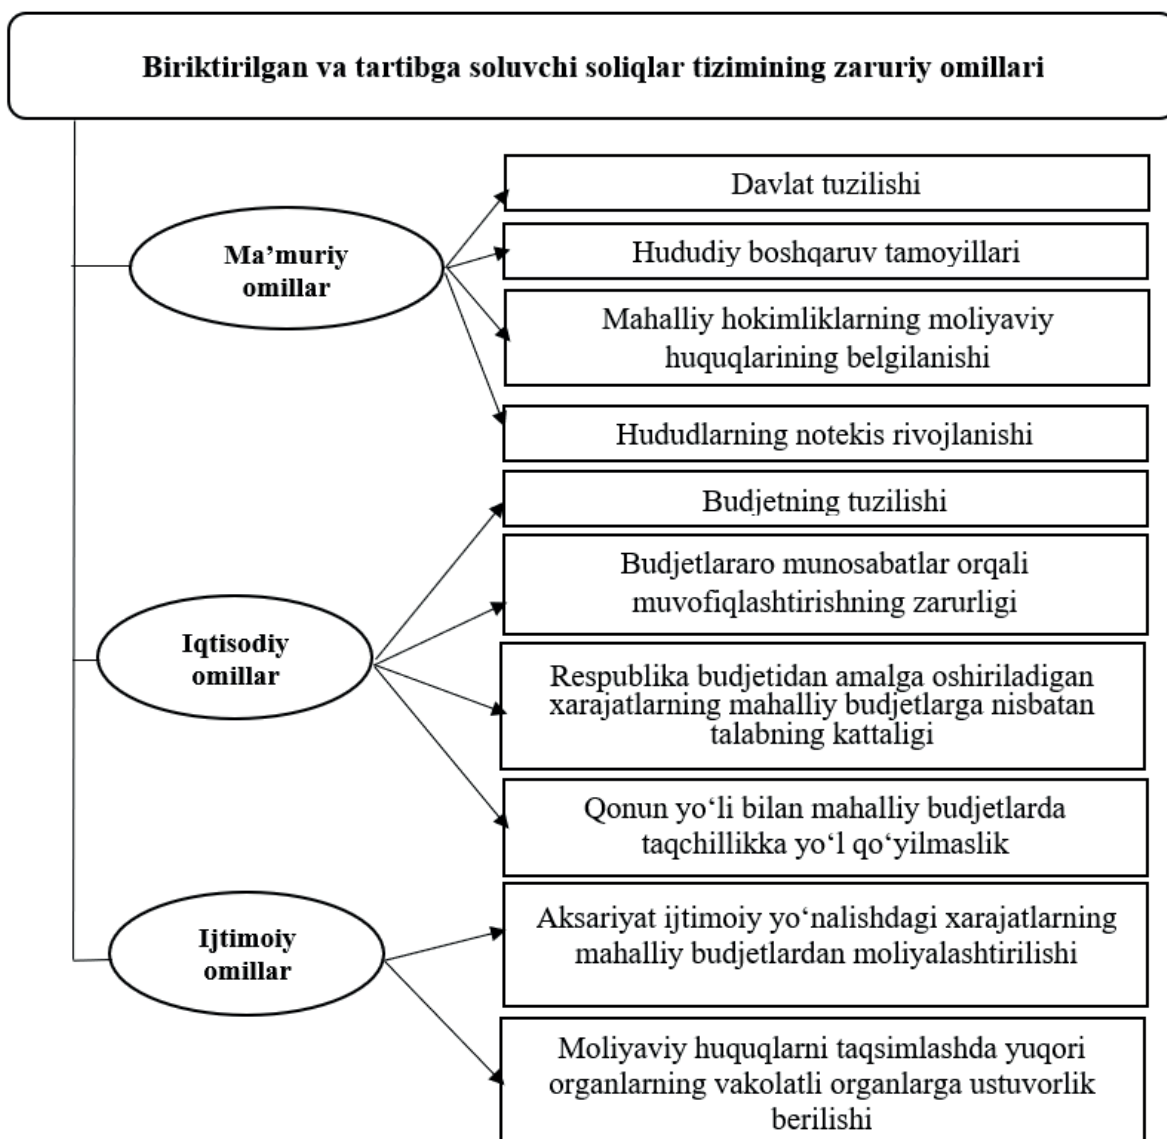 Biriktirilgan va tartibga soluvchi soliqlar tizimining zaruriy omillari
Ma’muriy
omillar
Davlat tuzilishi
Hududiy boshqaruv tamoyillari
Mahalliy hokimliklarning moliyaviy
huquqlarining belgilanishi
Hududlarning notekis rivojlanishi
Iqtisodiy
omillar
Budjetning tuzilishi
Budjetlararo munosabatlar orqali
muvofiqlashtirishning zarurligi
Respublika budjetidan amalga oshiriladigan
xarajatlarning mahalliy budjetlarga nisbatan
talabning kattaligi
Qonun yo‘li bilan mahalliy budjetlarda
taqchillikka yo‘l qo‘yilmaslik
Ijtimoiy
omillar
Aksariyat ijtimoiy yo‘nalishdagi xarajatlarning
mahalliy budjetlardan moliyalashtirilishi
Moliyaviy huquqlarni taqsimlashda yuqori
organlarning vakolatli organlarga ustuvorlik
berilishi